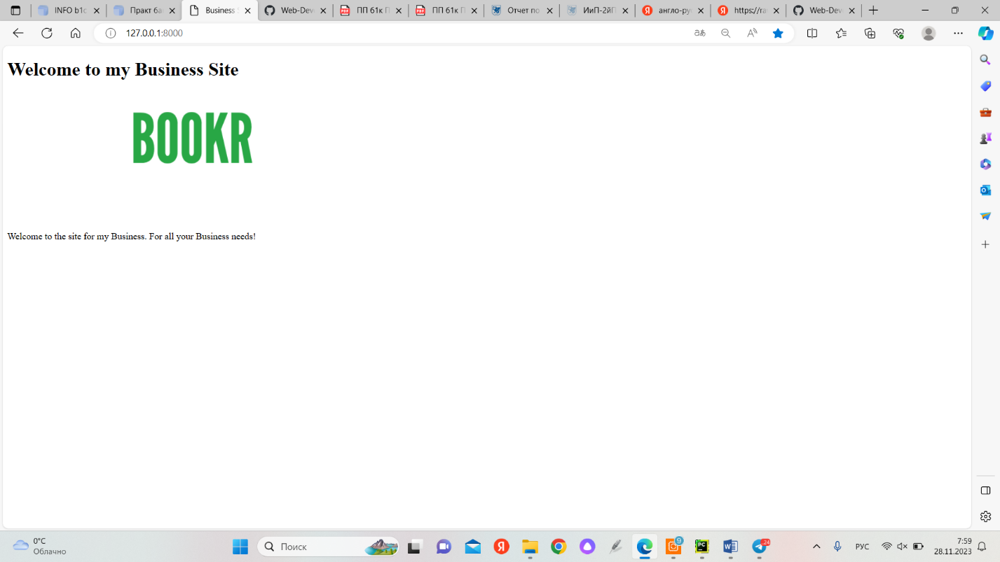 INFO b1c
Практ ба
Business S
Web-Deve
ПП 61к П
ПП 61к П
Отчет по
ИиП-2йП
англо-ру
https://ra
Web-Dev
127.0.0.1:8000
Welcome to my Business Site
BOOKR
Welcome to the site for my Business. For all your Business needs!
0°C
Облачно
Поиск
9
24
РУС
7:59
28.11.2023